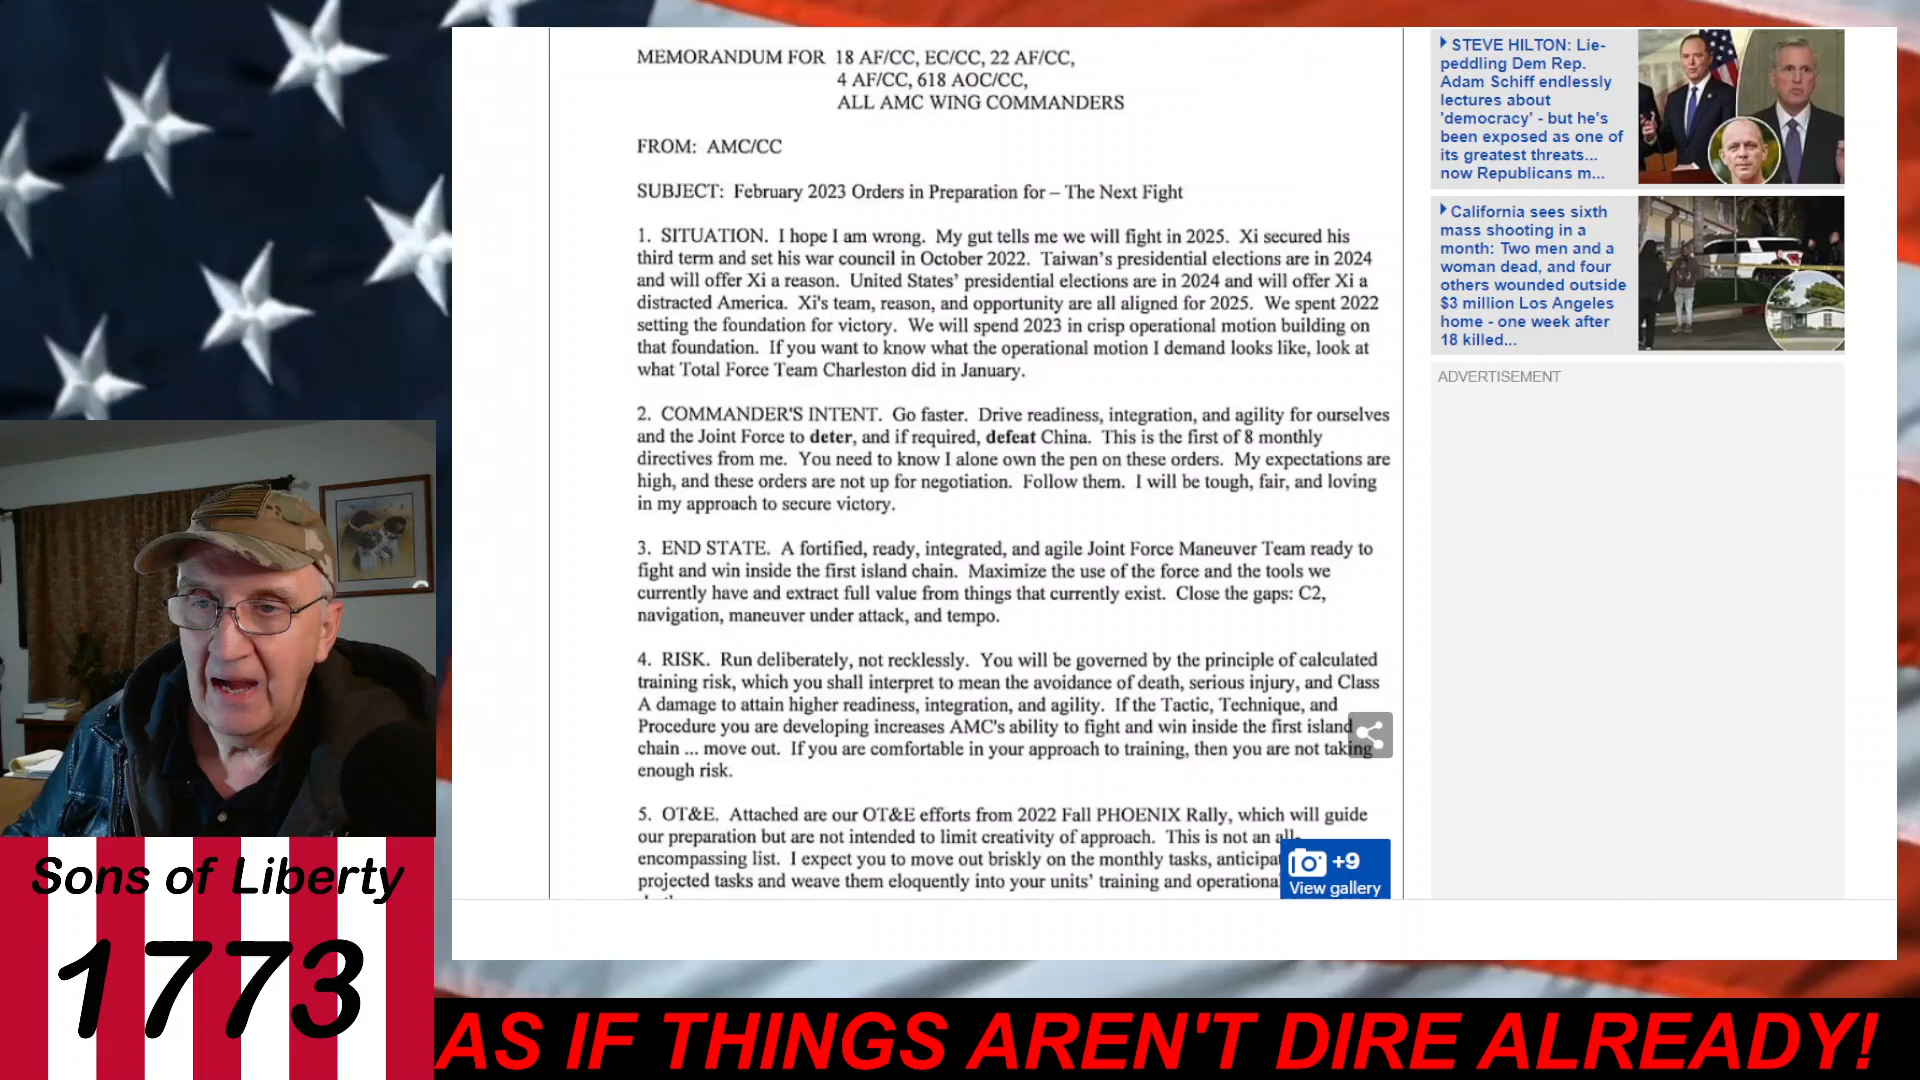 MEMORANDUM FOR 18 AF/CC, EC/CC, 22 AF/CC,
4 AF/CC, 618 AOC/CC,
ALL AMC WING COMMANDERS
FROM: AMC/CC
SUBJECT: February 2023 Orders in Preparation for – The Next Fight
1. SITUATION. I hope I am wrong. My gut tells me we will fight in 2025. Xi secured his
third term and set his war council in October 2022. Taiwan's presidential elections are in 2024
and will offer Xi a reason. United States' presidential elections are in 2024 and will offer Xi a
distracted America. Xi's team, reason, and opportunity are all aligned for 2025. We spent 2022
setting the foundation for victory. We will spend 2023 in crisp operational motion building on
that foundation. If you want to know what the operational motion I demand looks like, look at
what Total Force Team Charleston did in January.
2. COMMANDER'S INTENT. Go faster. Drive readiness, integration, and agility for ourselves
and the Joint Force to deter, and if required, defeat China. This is the first of 8 monthly
directives from me. You need to know I alone own the pen on these orders. My expectations are
high, and these orders are not up for negotiation. Follow them. I will be tough, fair, and loving
in my approach to secure victory.
3. END STATE. A fortified, ready, integrated, and agile Joint Force Maneuver Team ready to
fight and win inside the first island chain. Maximize the use of the force and the tools we
currently have and extract full value from things that currently exist. Close the gaps: C2,
navigation, maneuver under attack, and tempo.
4. RISK. Run deliberately, not recklessly. You will be governed by the principle of calculated
training risk, which you shall interpret to mean the avoidance of death, serious injury, and Class
A damage to attain higher readiness, integration, and agility. If the Tactic, Technique, and
Procedure you are developing increases AMC's ability to fight and win inside the first island
chain ... move out. If you are comfortable in your approach to training, then you are not taking
enough risk.
5. OT&E. Attached are our OT&E efforts from 2022 Fall PHOENIX Rally, which will guide
our preparation but are not intended to limit creativity of approach. This is not an all-
encompassing list. I expect you to move out briskly on the monthly tasks, anticipa
projected tasks and weave them eloquently into your units' training and operational
+9
View gallery
STEVE HILTON: Lie-
peddling Dem Rep.
Adam Schiff endlessly
lectures about
'democracy' - but he's
been exposed as one of
its greatest threats...
now Republicans m...
California sees sixth
mass shooting in a
month: Two men and a
woman dead, and four
others wounded outside
$3 million Los Angeles
home - one week after
18 killed...
ADVERTISEMENT
Sons of Liberty
1773
AS IF THINGS AREN'T DIRE ALREADY!